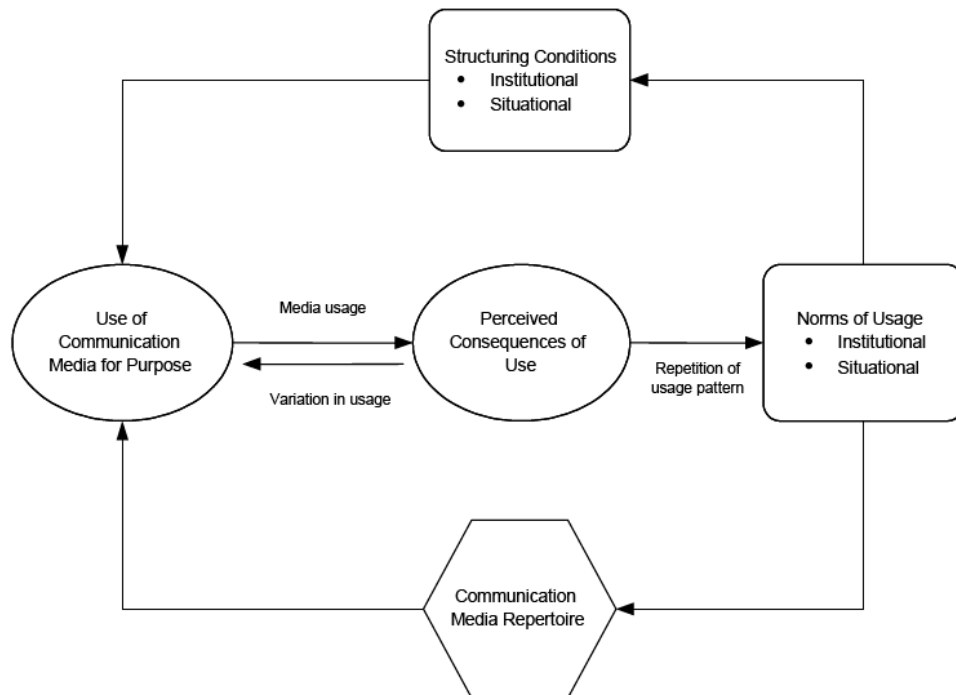 Structuring Conditions
• Institutional
• Situational
Use of
Communication
Media for Purpose
Media usage
Variation in usage
Perceived
Consequences of
Use
Repetition of
usage pattern
Norms of Usage
• Institutional
• Situational
Communication
Media Repertoire